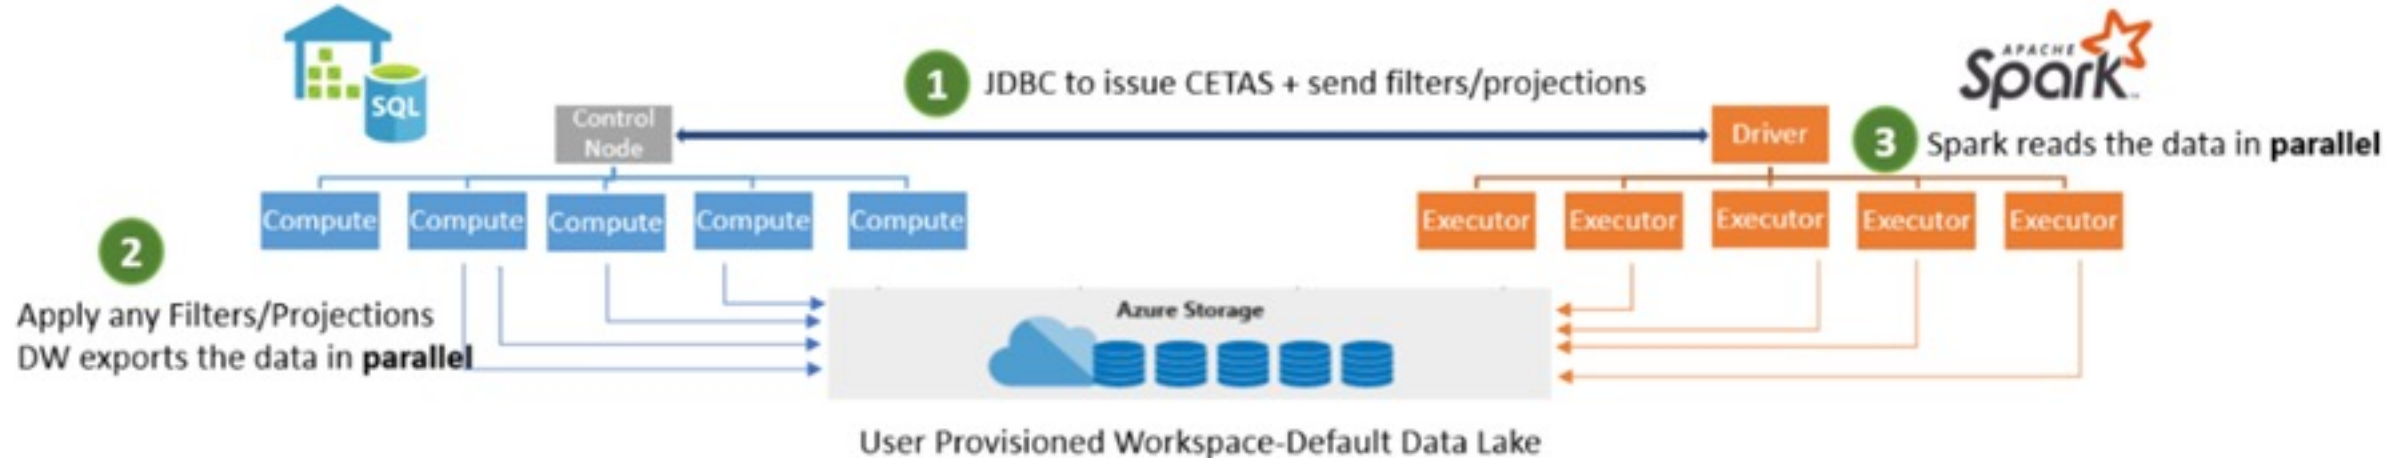 APACHE
Spark
SQL
1
JDBC to issue CETAS + send filters/projections
Control
Node
Driver
3
Spark reads the data in parallel
Compute
Compute
Compute
Compute
Compute
Executor
Executor
Executor
Executor
Executor
2
Apply any Filters/Projections
DW exports the data in parallel
Azure Storage
User Provisioned Workspace-Default Data Lake